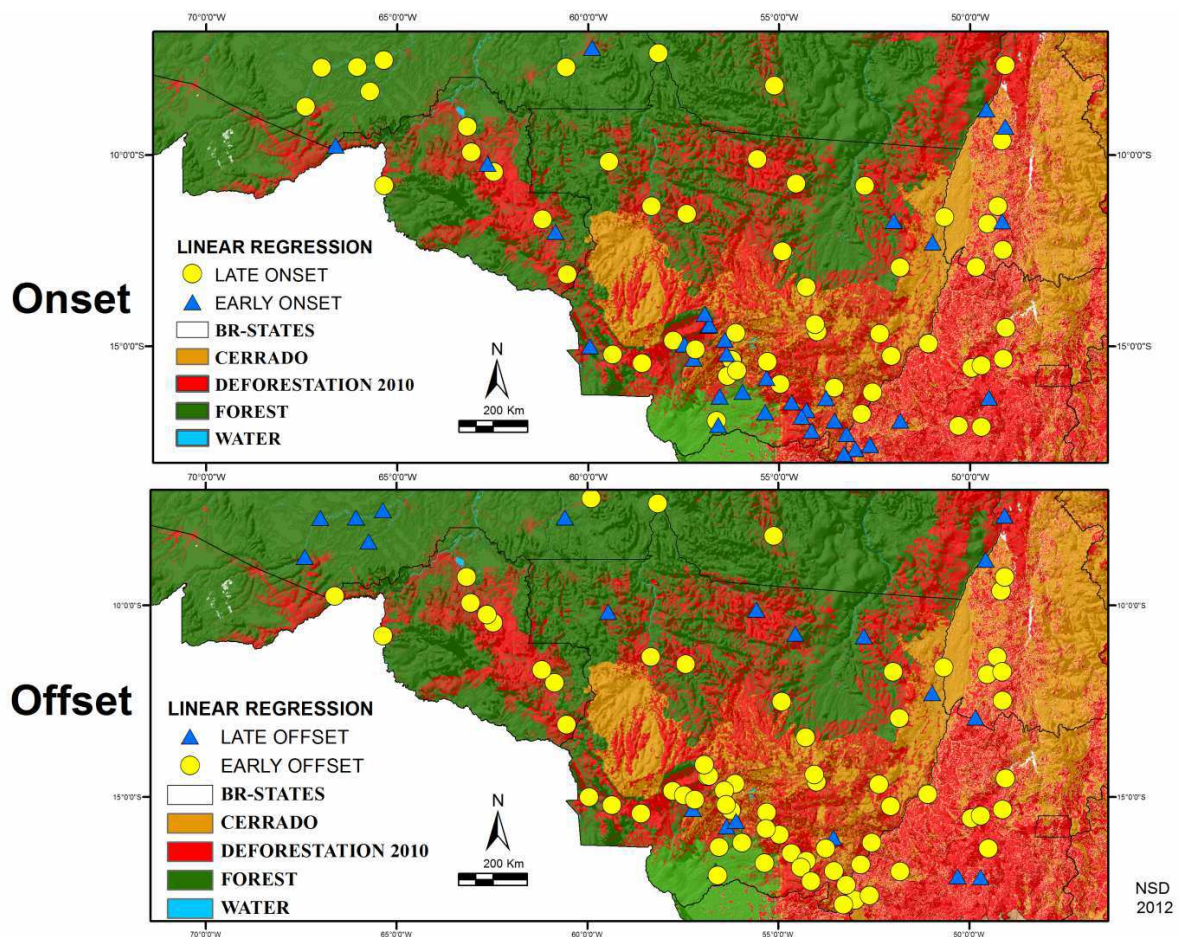 70°0'0"W 65°0'0"W 60°0'0"W 55°0'0"W 50°0'0"W
10°0'0"S 10°0'0"S
LINEAR REGRESSION
LATE ONSET
EARLY ONSET
BR-STATES
CERRADO
DEFORESTATION 2010
FOREST
WATER
Onset
15°0'0"S 15°0'0"S
N
200 Km
70°0'0"W 65°0'0"W 60°0'0"W 55°0'0"W 50°0'0"W
10°0'0"S 10°0'0"S
Offset
LINEAR REGRESSION
LATE OFFSET
EARLY OFFSET
BR-STATES
CERRADO
DEFORESTATION 2010
FOREST
WATER
15°0'0"S 15°0'0"S
N
200 Km
NSD
2012
70°0'0"W 65°0'0"W 60°0'0"W 55°0'0"W 50°0'0"W